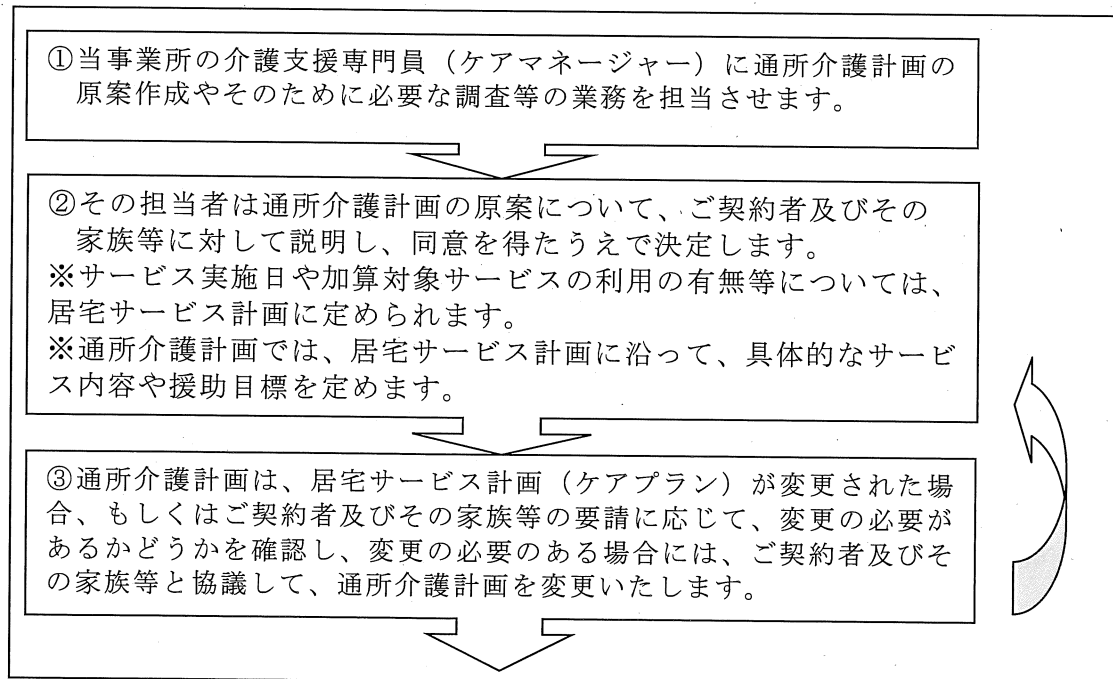 ①当事業所の介護支援専門員（ケアマネージャー）に通所介護計画の
原案作成やそのために必要な調査等の業務を担当させます。
②その担当者は通所介護計画の原案について、ご契約者及びその
家族等に対して説明し、同意を得たうえで決定します。
※サービス実施日や加算対象サービスの利用の有無等については、
居宅サービス計画に定められます。
※通所介護計画では、居宅サービス計画に沿って、具体的なサービ
ス内容や援助目標を定めます。
③通所介護計画は、居宅サービス計画（ケアプラン）が変更された場
合、もしくはご契約者及びその家族等の要請に応じて、変更の必要が
あるかどうかを確認し、変更の必要のある場合には、ご契約者及びそ
の家族等と協議して、通所介護計画を変更いたします。